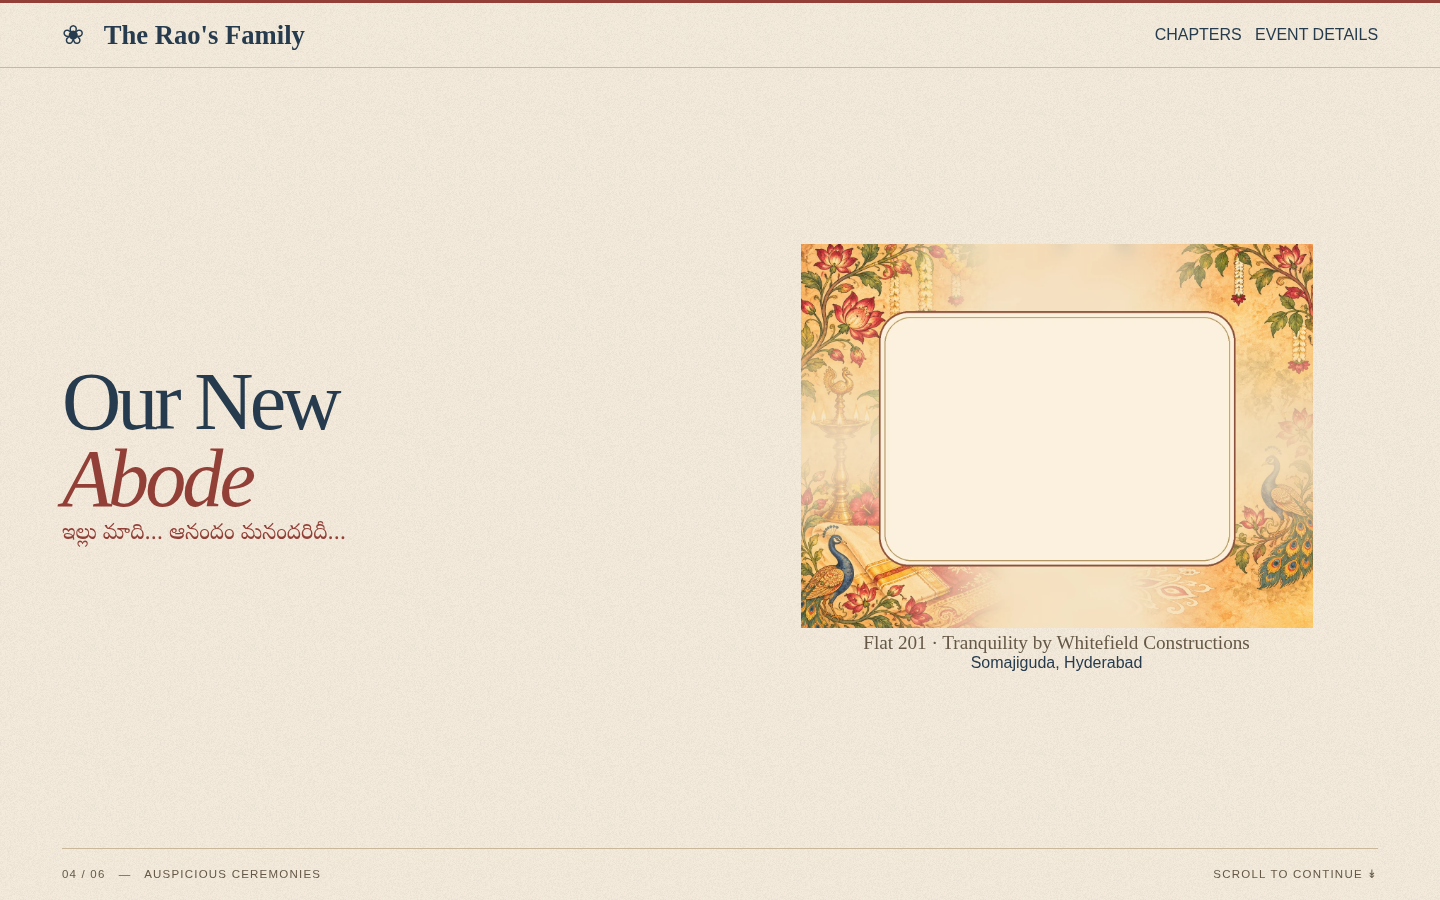 ❀ The Rao's Family
CHAPTERS EVENT DETAILS
Our New
Abode
ఇల్లు మాది... ఆనందం మనందరిదీ...
Flat 201 · Tranquility by Whitefield Constructions
Somajiguda, Hyderabad
04 / 06 — AUSPICIOUS CEREMONIES
SCROLL TO CONTINUE ↡